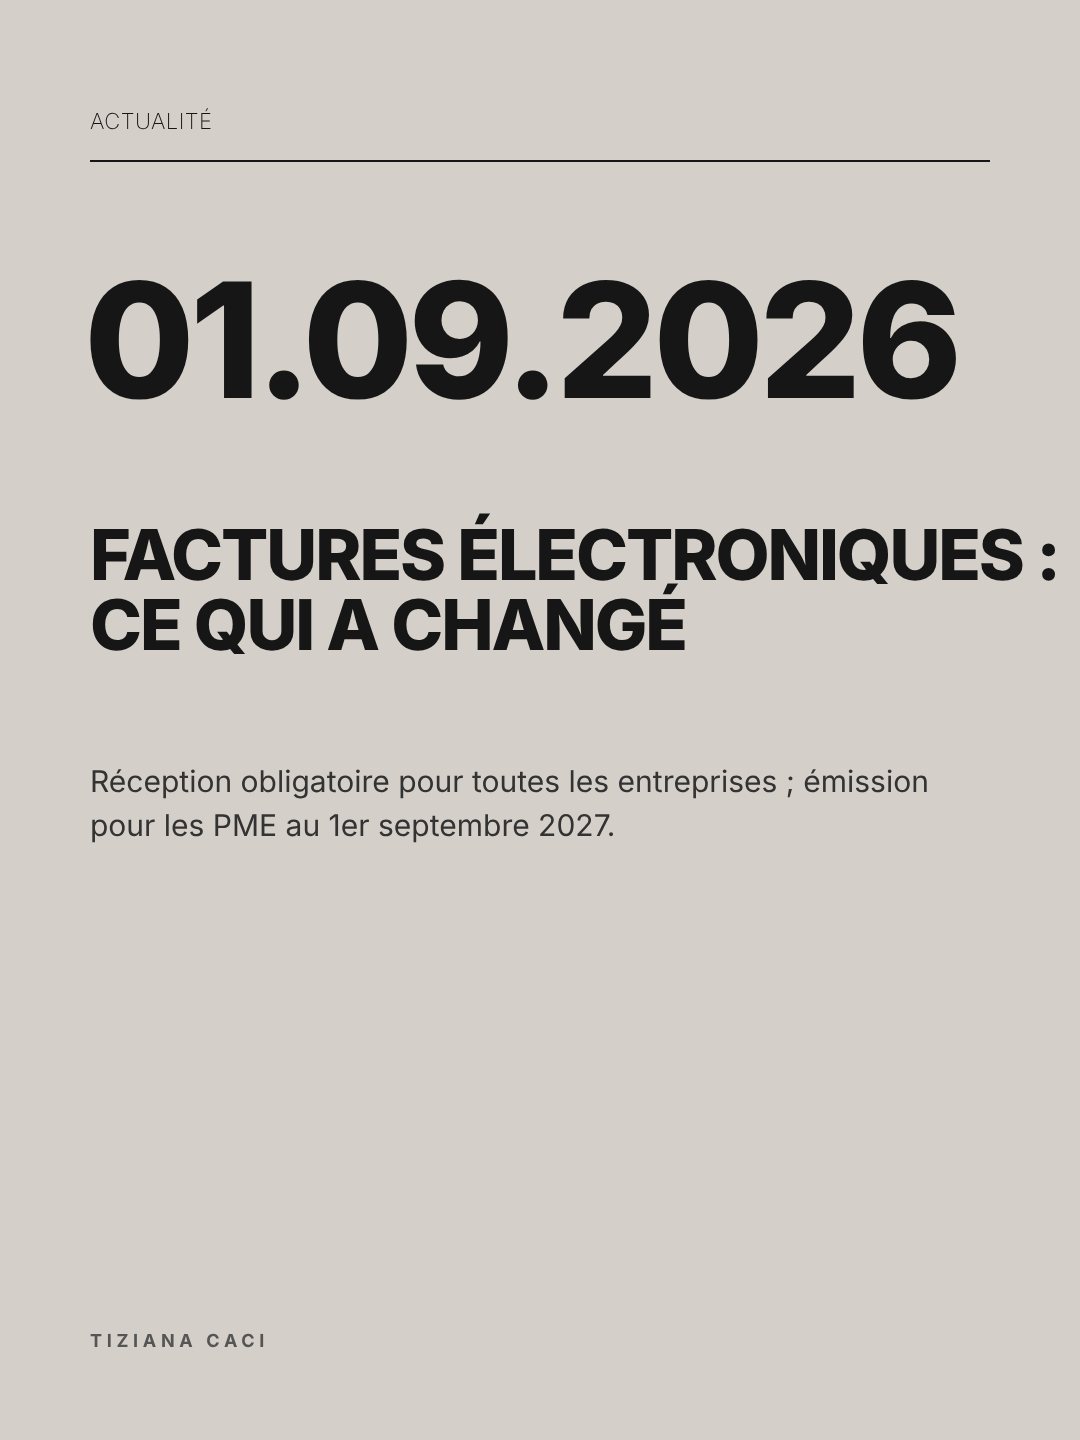 ACTUALITÉ
01.09.2026
FACTURES ÉLECTRONIQUES :
CE QUI A CHANGÉ
Réception obligatoire pour toutes les entreprises ; émission
pour les PME au 1er septembre 2027.
TIZIANA CACI